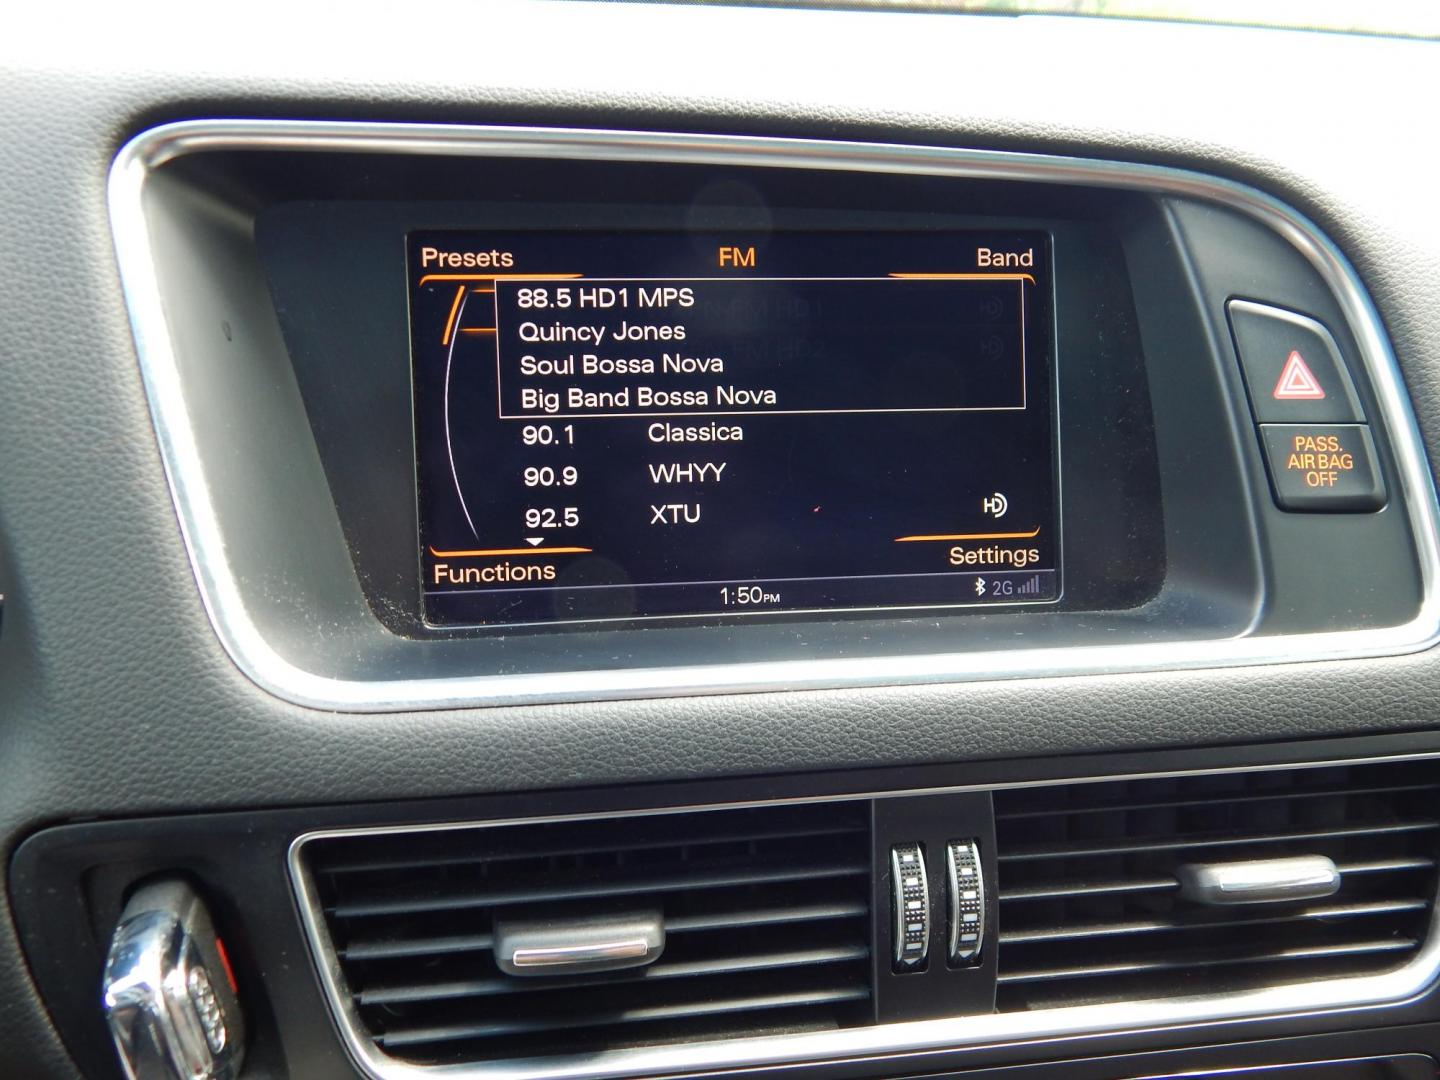 Presets FM Band
88.5 HD1 MPS
Quincy Jones
Soul Bossa Nova
Big Band Bossa Nova
90.1 Classica
90.9 WHYY
92.5 XTU HD
Functions Settings
1:50PM 2G
PASS.
AIR BAG
OFF